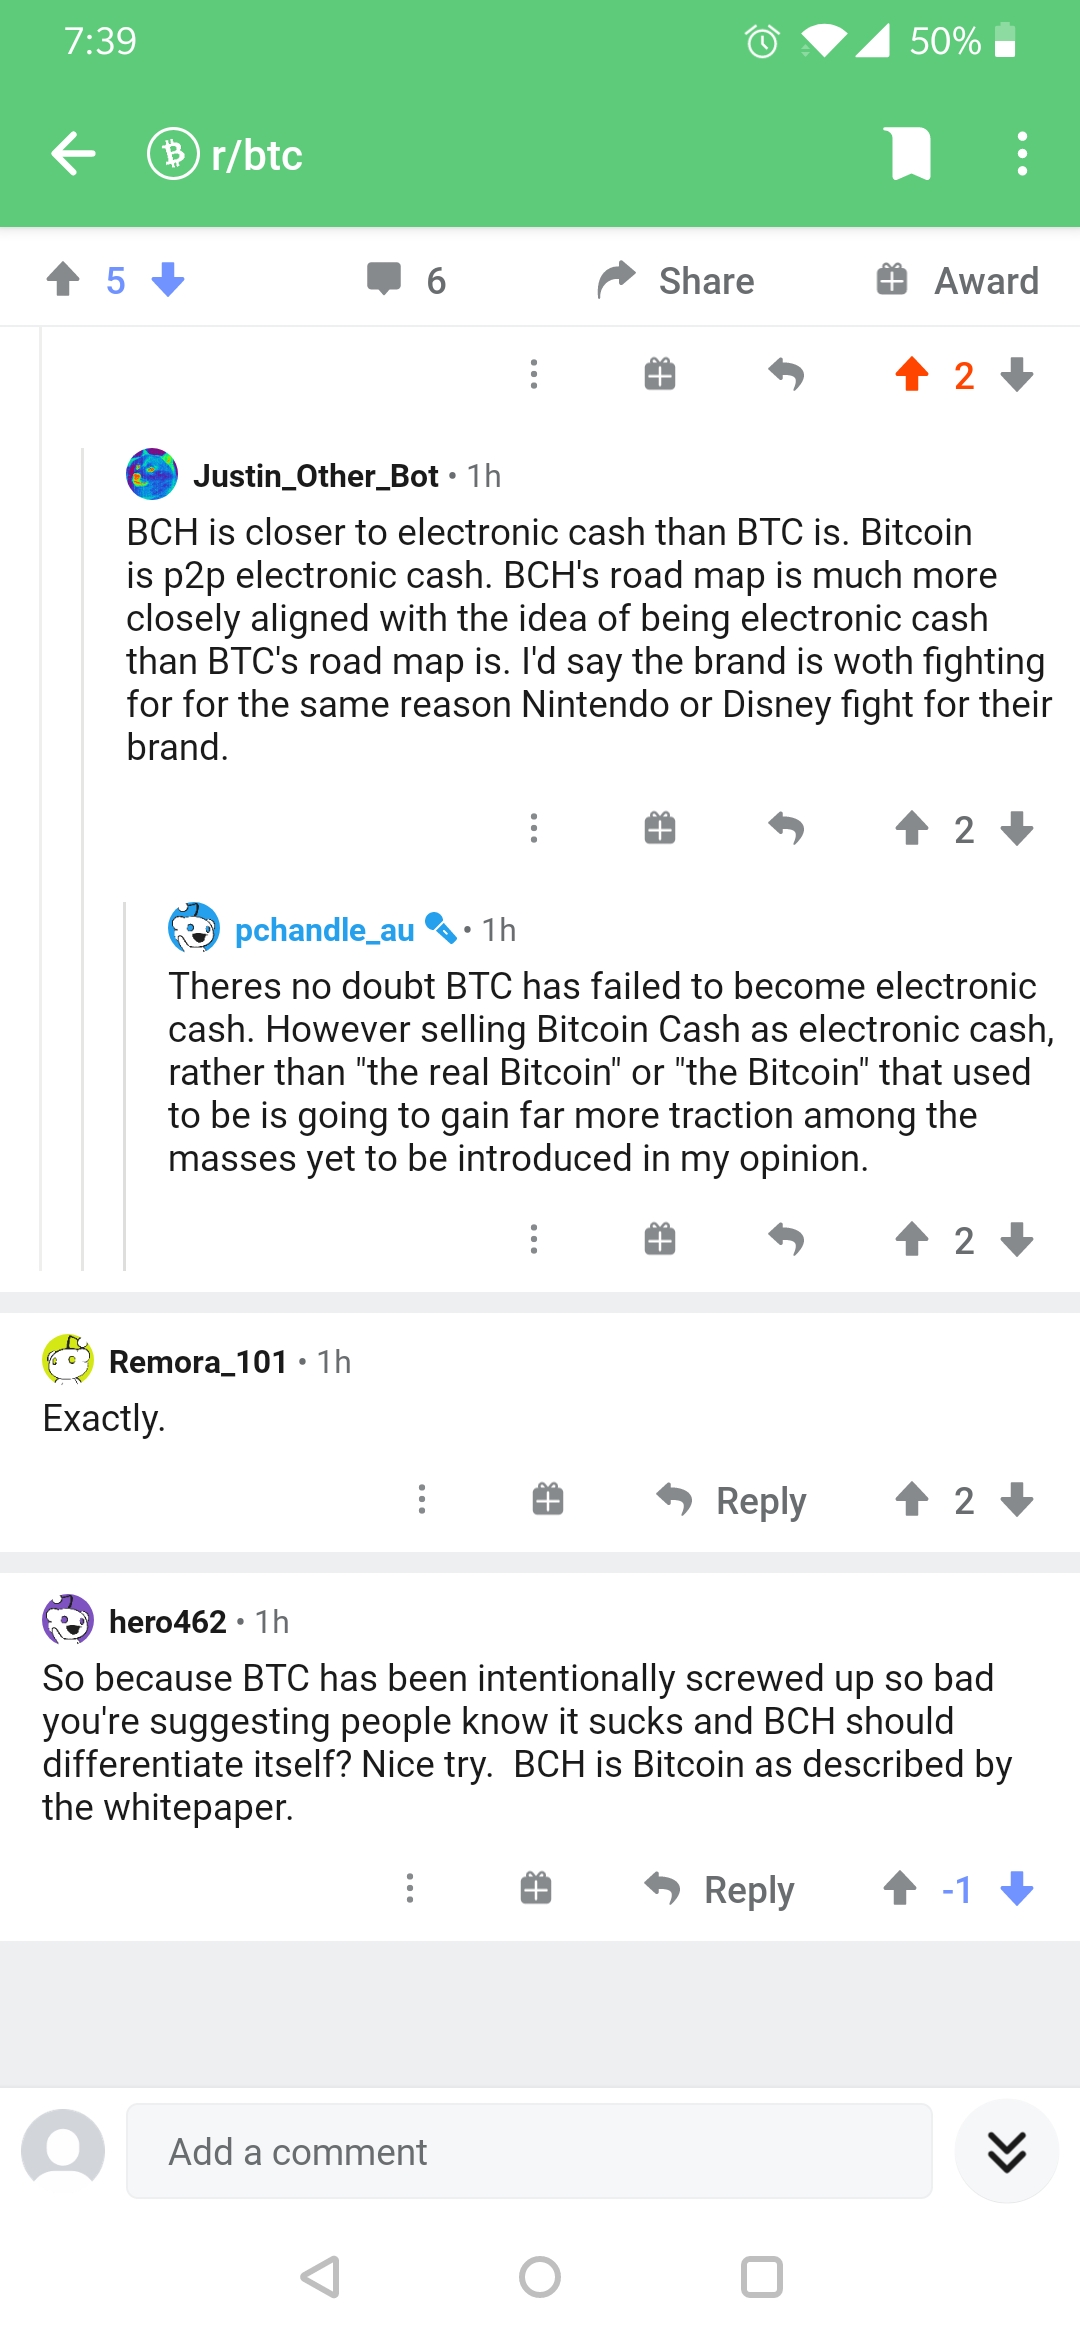 7:39
50%
r/btc
5
6
Share
Award
2
Justin_Other_Bot • 1h
BCH is closer to electronic cash than BTC is. Bitcoin
is p2p electronic cash. BCH's road map is much more
closely aligned with the idea of being electronic cash
than BTC's road map is. I'd say the brand is woth fighting
for for the same reason Nintendo or Disney fight for their
brand.
2
pchandle_au • 1h
Theres no doubt BTC has failed to become electronic
cash. However selling Bitcoin Cash as electronic cash,
rather than "the real Bitcoin" or "the Bitcoin" that used
to be is going to gain far more traction among the
masses yet to be introduced in my opinion.
2
Remora_101 • 1h
Exactly.
Reply
2
hero462 • 1h
So because BTC has been intentionally screwed up so bad
you're suggesting people know it sucks and BCH should
differentiate itself? Nice try.  BCH is Bitcoin as described by
the whitepaper.
Reply
-1
Add a comment